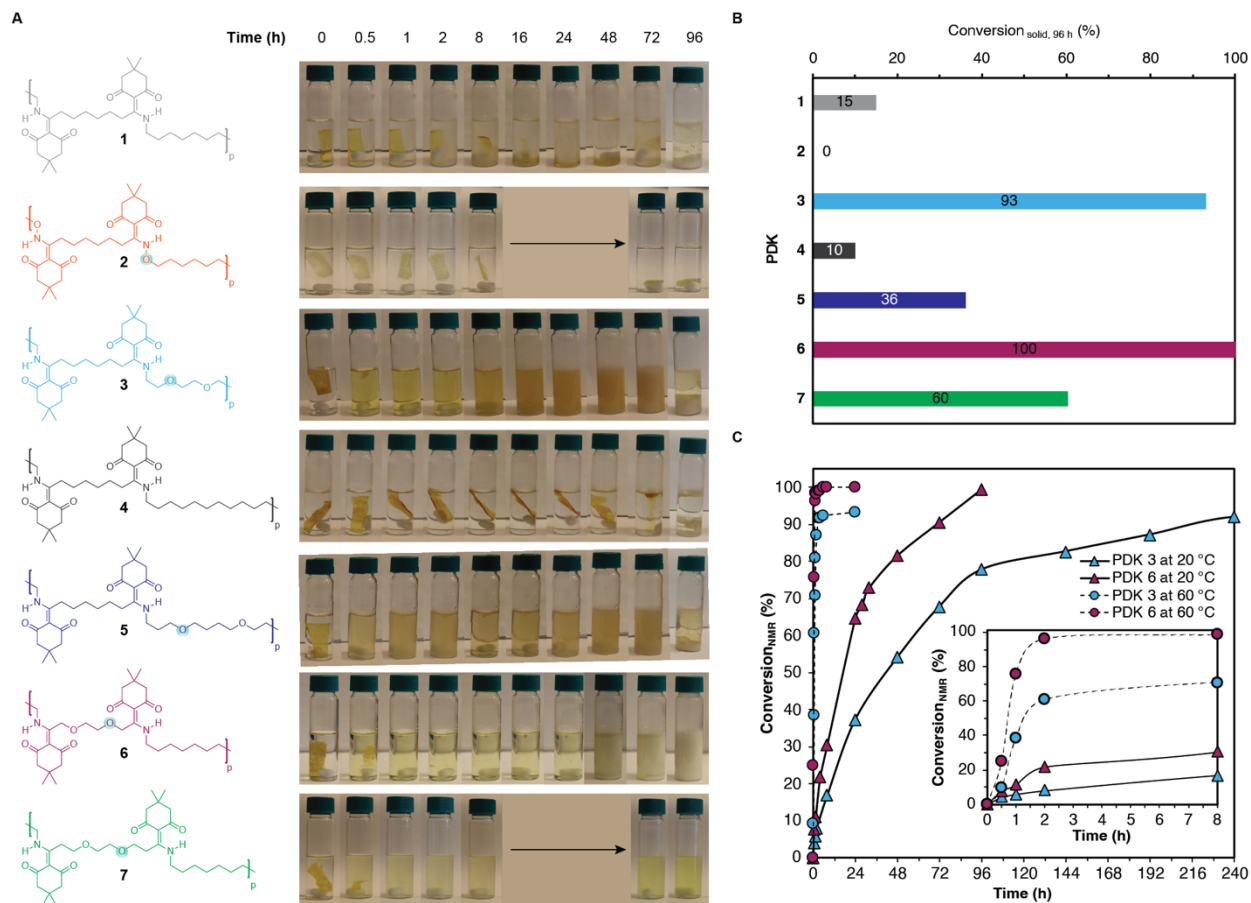 A
Time (h) 0 0.5 1 2 8 16 24 48 72 96
O O
N H
H N
O O
1
p
O
N
H
O O
O O
N H
O
2
p
O O
N H
H N
O O
O
O
3
p
O O
N H
H N
O O
4
p
O O
N H
H N
O O
O
O
5
p
O O
N H
H N
O
O
O O
6
p
O O
N H
H N
O
O
O O
7
p
B
Conversion solid, 96 h (%)
0 20 40 60 80 100
PDK
1 15
2 0
3 93
4 10
5 36
6 100
7 60
C
Conversion NMR (%)
100
90
80
70
60
50
40
30
20
10
0
PDK 3 at 20 °C
PDK 6 at 20 °C
PDK 3 at 60 °C
PDK 6 at 60 °C
Conversion NMR (%)
100
80
60
40
20
0
0 1 2 3 4 5 6 7 8
Time (h)
0 24 48 72 96 120 144 168 192 216 240
Time (h)